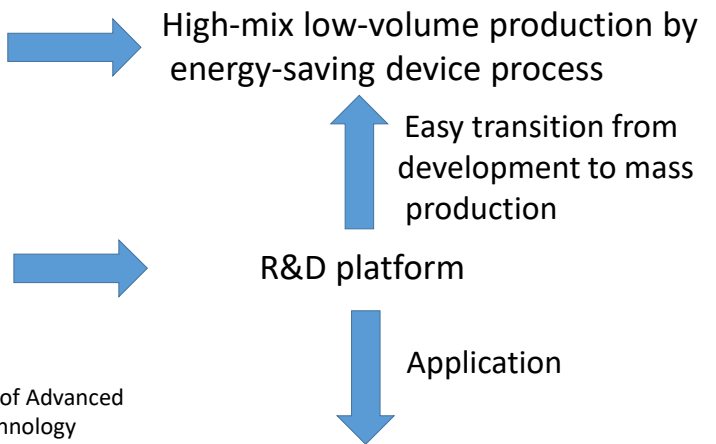 High-mix low-volume production by
energy-saving device process
Easy transition from
development to mass
production
R&D platform
Application
of Advanced